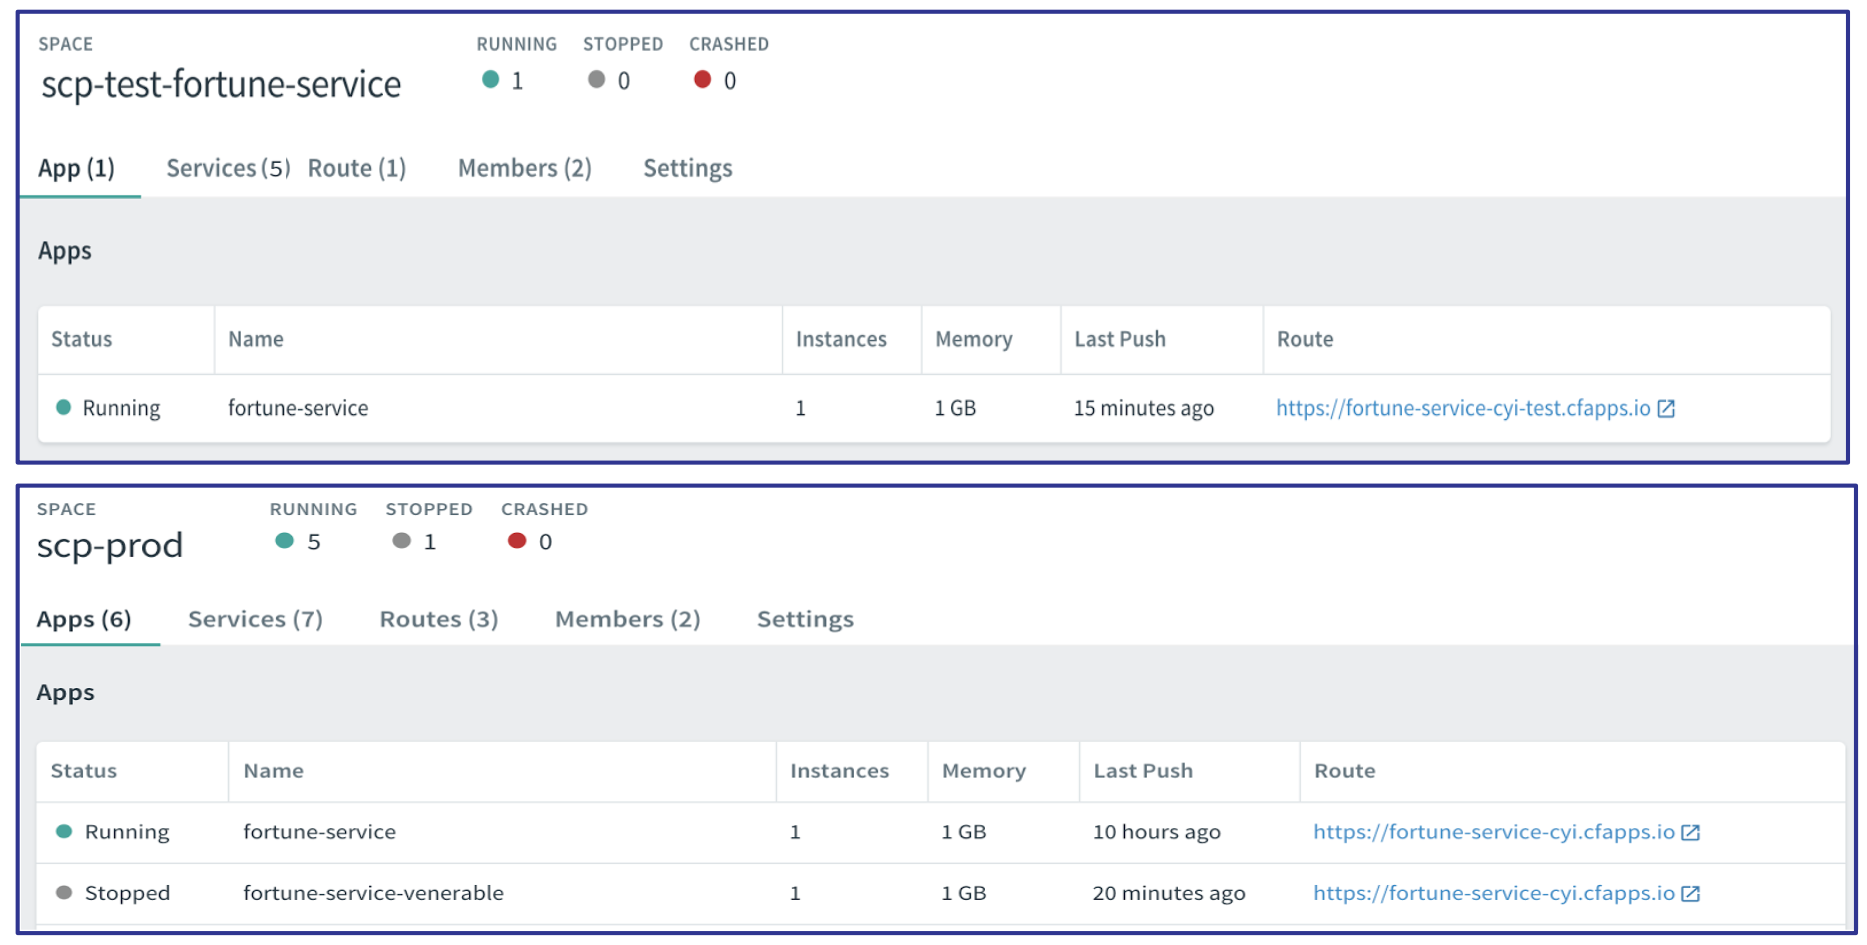 SPACE RUNNING STOPPED CRASHED
scp-test-fortune-service 1 0 0
App (1) Services (5) Route (1) Members (2) Settings
Apps
Status Name Instances Memory Last Push Route
Running fortune-service 1 1 GB 15 minutes ago https://fortune-service-cyi-test.cfapps.io
SPACE RUNNING STOPPED CRASHED
scp-prod 5 1 0
Apps (6) Services (7) Routes (3) Members (2) Settings
Apps
Status Name Instances Memory Last Push Route
Running fortune-service 1 1 GB 10 hours ago https://fortune-service-cyi.cfapps.io
Stopped fortune-service-venerable 1 1 GB 20 minutes ago https://fortune-service-cyi.cfapps.io